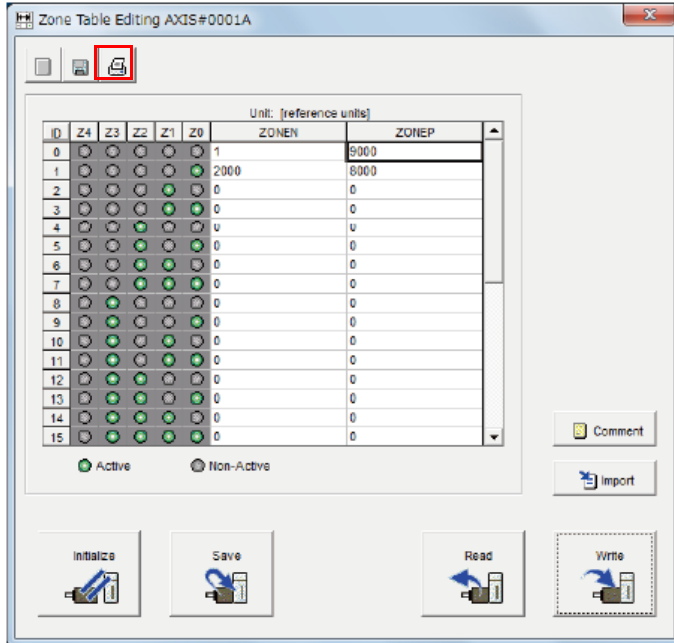 Zone Table Editing AXIS#0001A
Unit: [reference units]
ID Z4 Z3 Z2 Z1 Z0 ZONEN ZONEP
0 1 9000
1 2000 8000
2 0 0
3 0 0
4 0 0
5 0 0
6 0 0
7 0 0
8 0 0
9 0 0
10 0 0
11 0 0
12 0 0
13 0 0
14 0 0
15 0 0
Active Non-Active
Comment
Import
Initialize Save Read Write